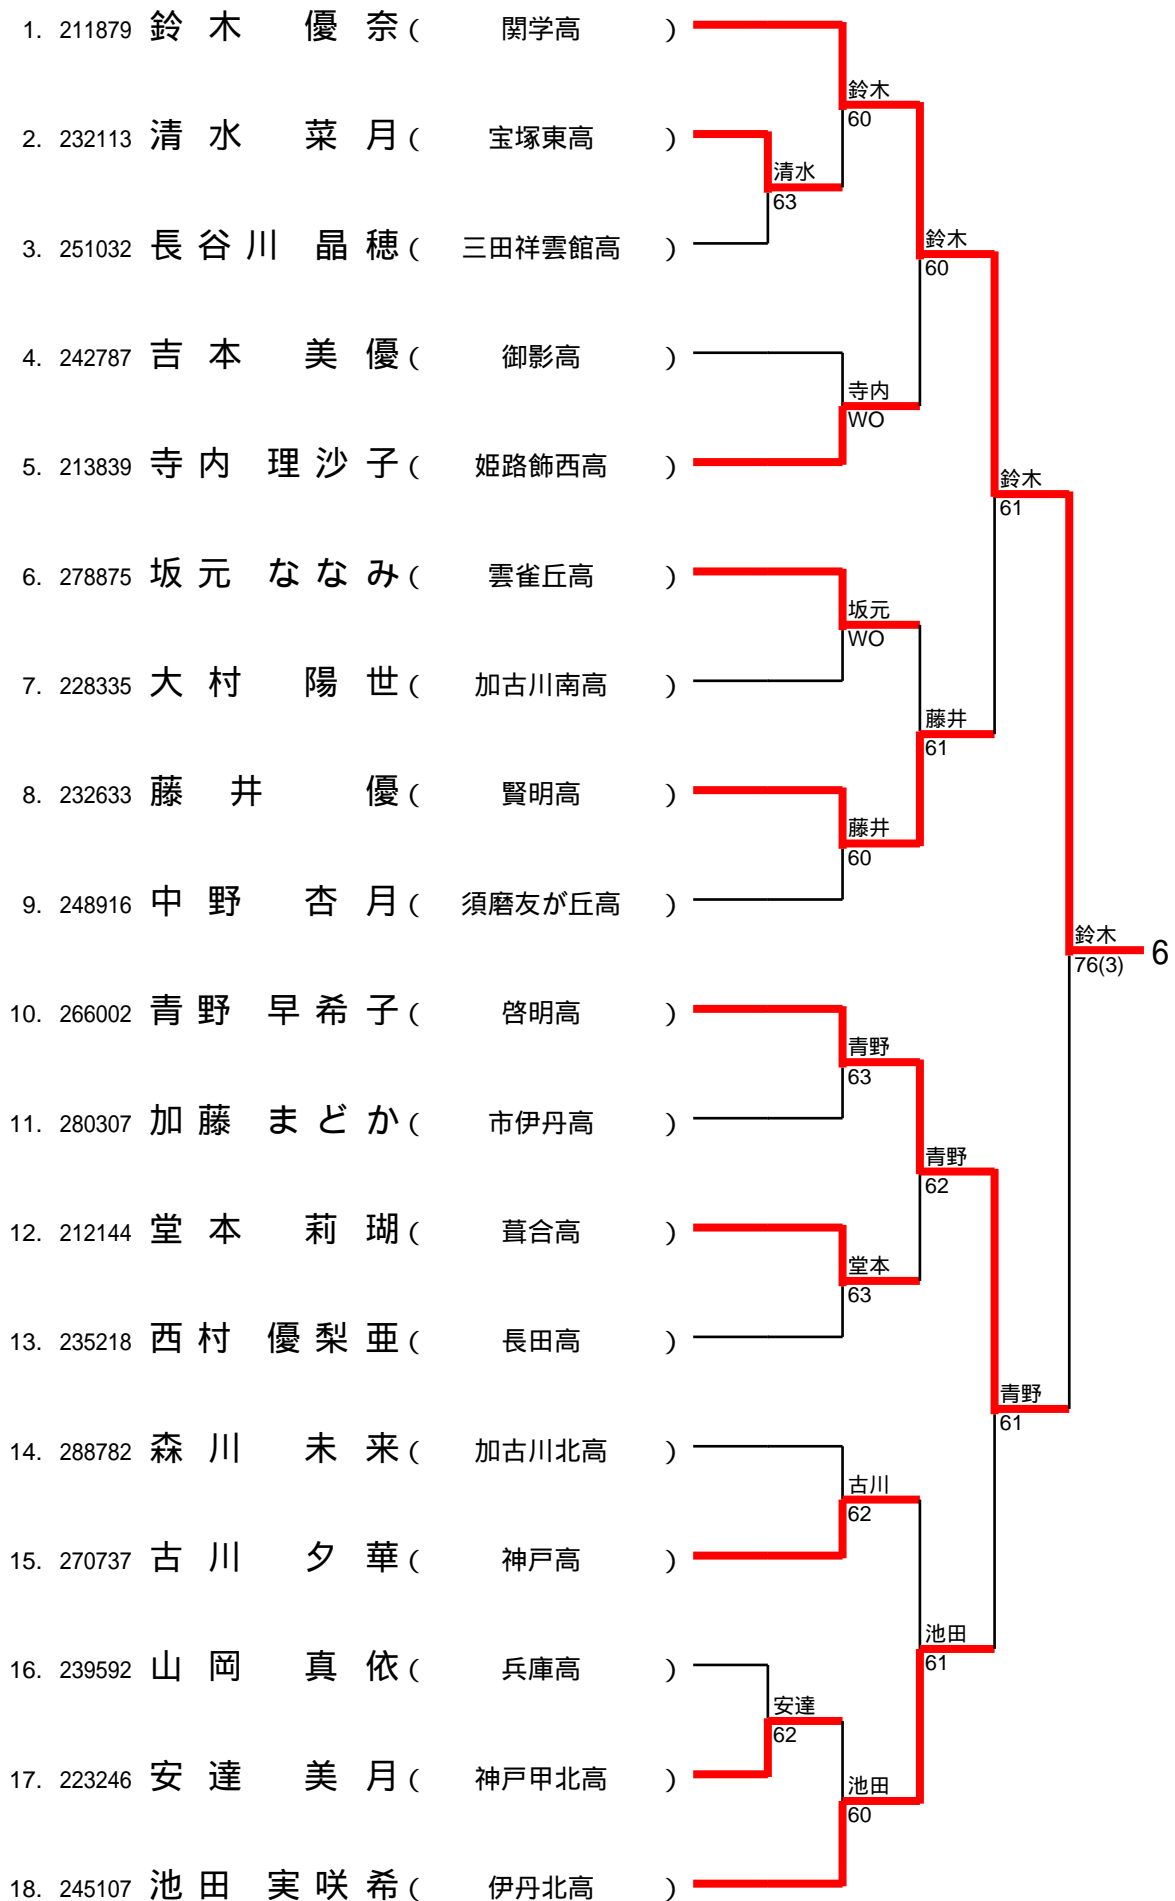 1. 211879 鈴木 優奈 ( 関学高 )
鈴木
60
2. 232113 清水 菜月 ( 宝塚東高 )
清水
63
3. 251032 長谷川 晶穂 ( 三田祥雲館高 )
鈴木
60
4. 242787 吉本 美優 ( 御影高 )
寺内
WO
5. 213839 寺内 理沙子 ( 姫路飾西高 )
鈴木
61
6. 278875 坂元 ななみ ( 雲雀丘高 )
坂元
WO
7. 228335 大村 陽世 ( 加古川南高 )
藤井
61
8. 232633 藤井 優 ( 賢明高 )
藤井
60
9. 248916 中野 杏月 ( 須磨友が丘高 )
鈴木
76(3)
6
10. 266002 青野 早希子 ( 啓明高 )
青野
63
11. 280307 加藤 まどか ( 市伊丹高 )
青野
62
12. 212144 堂本 莉瑚 ( 葺合高 )
堂本
63
13. 235218 西村 優梨亜 ( 長田高 )
青野
61
14. 288782 森川 未来 ( 加古川北高 )
古川
62
15. 270737 古川 夕華 ( 神戸高 )
池田
61
16. 239592 山岡 真依 ( 兵庫高 )
安達
62
17. 223246 安達 美月 ( 神戸甲北高 )
池田
60
18. 245107 池田 実咲希 ( 伊丹北高 )